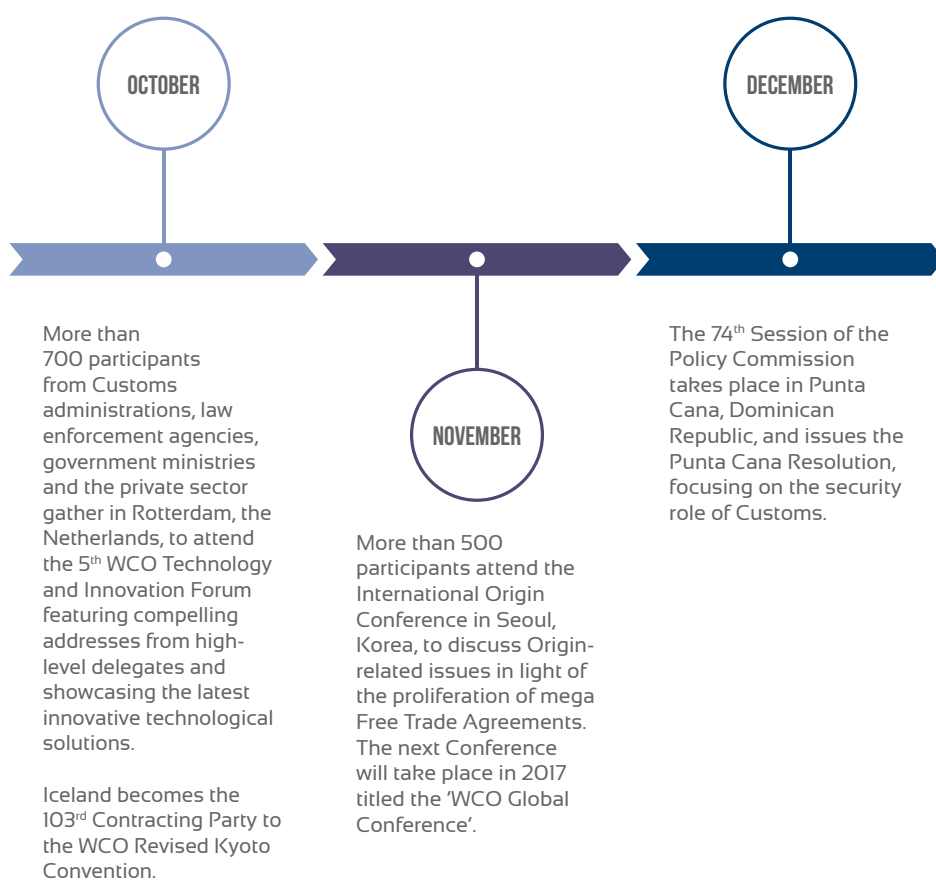 OCTOBER
More than
700 participants
from Customs
administrations, law
enforcement agencies,
government ministries
and the private sector
gather in Rotterdam, the
Netherlands, to attend
the 5th WCO Technology
and Innovation Forum
featuring compelling
addresses from high-
level delegates and
showcasing the latest
innovative technological
solutions.
Iceland becomes the
103rd Contracting Party to
the WCO Revised Kyoto
Convention.
NOVEMBER
More than 500
participants attend the
International Origin
Conference in Seoul,
Korea, to discuss Origin-
related issues in light of
the proliferation of mega
Free Trade Agreements.
The next Conference
will take place in 2017
titled the ‘WCO Global
Conference’.
DECEMBER
The 74th Session of the
Policy Commission
takes place in Punta
Cana, Dominican
Republic, and issues the
Punta Cana Resolution,
focusing on the security
role of Customs.